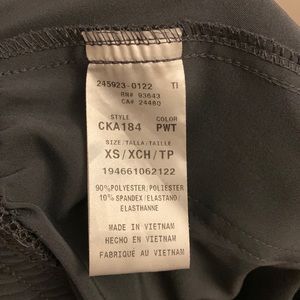 245923-0122 TI
RN# 93643
CA# 24480
STYLE COLOR
CKA184 PWT
SIZE/TALLA/TAILLE
XS/XCH/TP
194661062122
90% POLYESTER/POLIESTER
10% SPANDEX/ELASTANO/
ELASTHANNE
MADE IN VIETNAM
HECHO EN VIETNAM
FABRIQUE AU VIETNAM